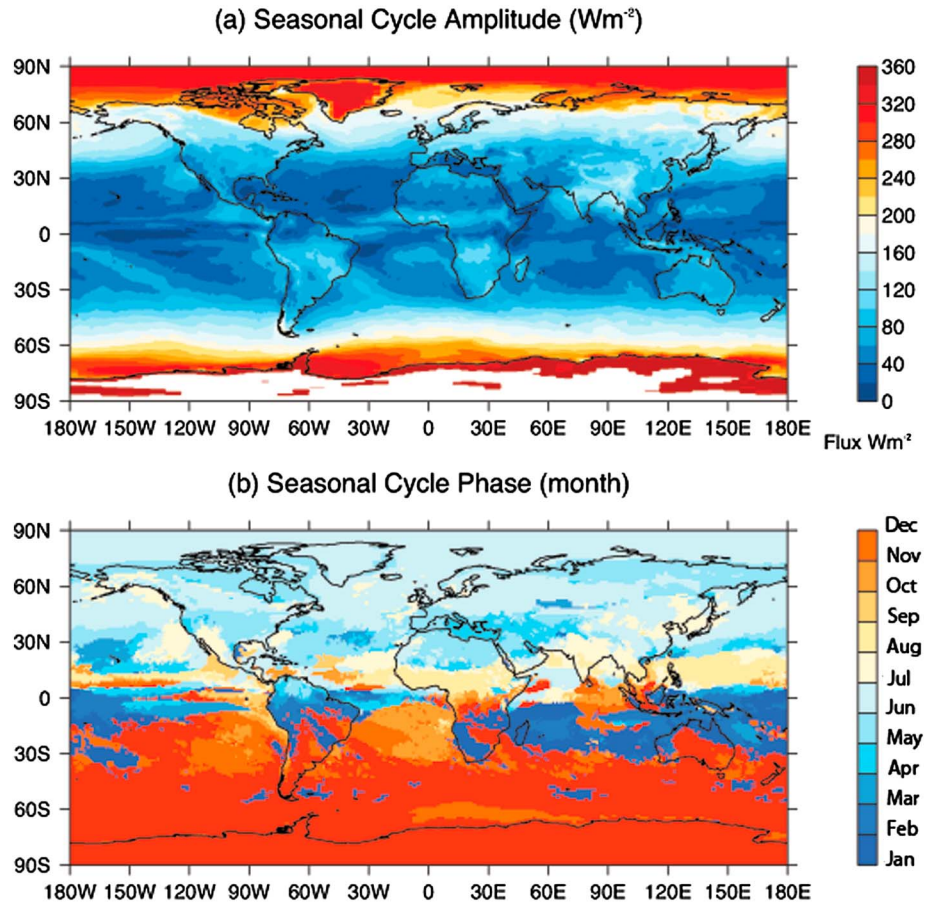 (a) Seasonal Cycle Amplitude (Wm⁻²)
90N
60N
30N
0
30S
60S
90S
180W 150W 120W 90W 60W 30W 0 30E 60E 90E 120E 150E 180E
360
320
280
240
200
160
120
80
40
0
Flux Wm⁻²
(b) Seasonal Cycle Phase (month)
90N
60N
30N
0
30S
60S
90S
180W 150W 120W 90W 60W 30W 0 30E 60E 90E 120E 150E 180E
Dec
Nov
Oct
Sep
Aug
Jul
Jun
May
Apr
Mar
Feb
Jan